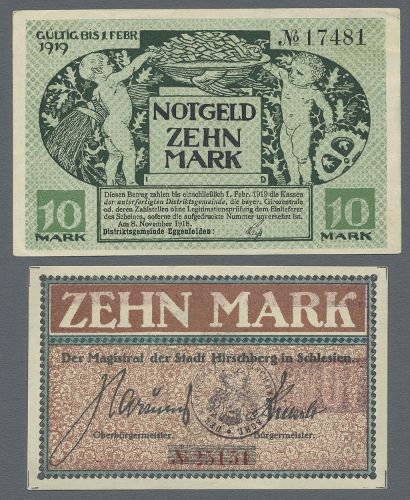 GÜLTIG BIS 1. FEBR
1919
№ 17481
NOTGELD
ZEHN
MARK
Diesen Betrag zahlen bis einschließlich 1. Febr. 1919 die Kassen
der unterfertigten Distriktsgemeinde, die bayer. Girozentrale
od. deren Zahlstellen ohne Legitimationsprüfung dem Einlieferer
des Scheines, soferne die aufgedruckte Nummer unversehrt ist.
Am 8. November 1918.
Distriktsgemeinde Eggenfelden:
10
MARK
10
MARK
ZEHN MARK
Der Magistrat der Stadt Hirschberg in Schlesien.
Oberbürgermeister.
Bürgermeister.
№ 25151